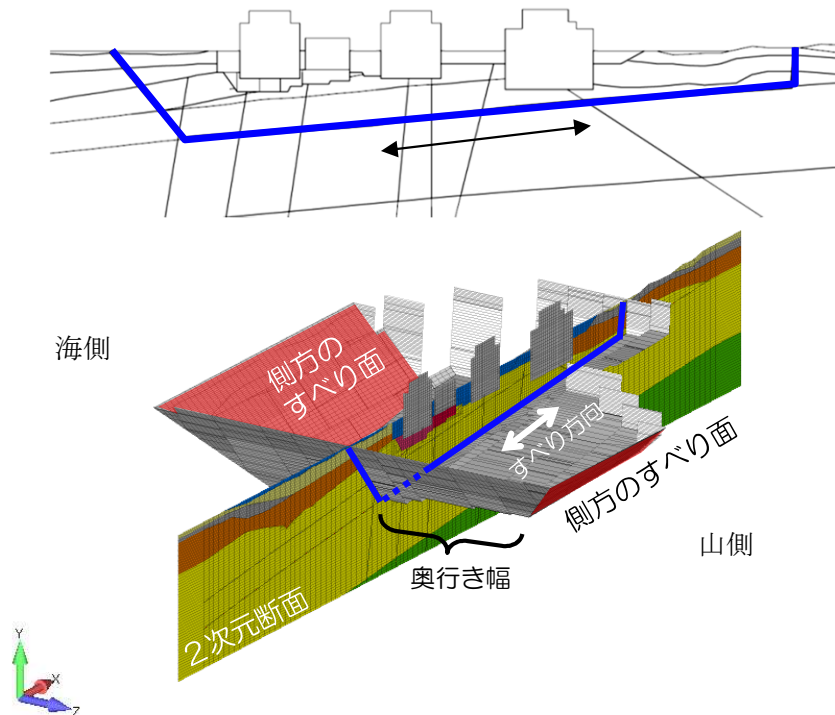 海側
側方の
すべり面
すべり方向
側方のすべり面
山側
奥行き幅
2次元断面
Y
X
Z